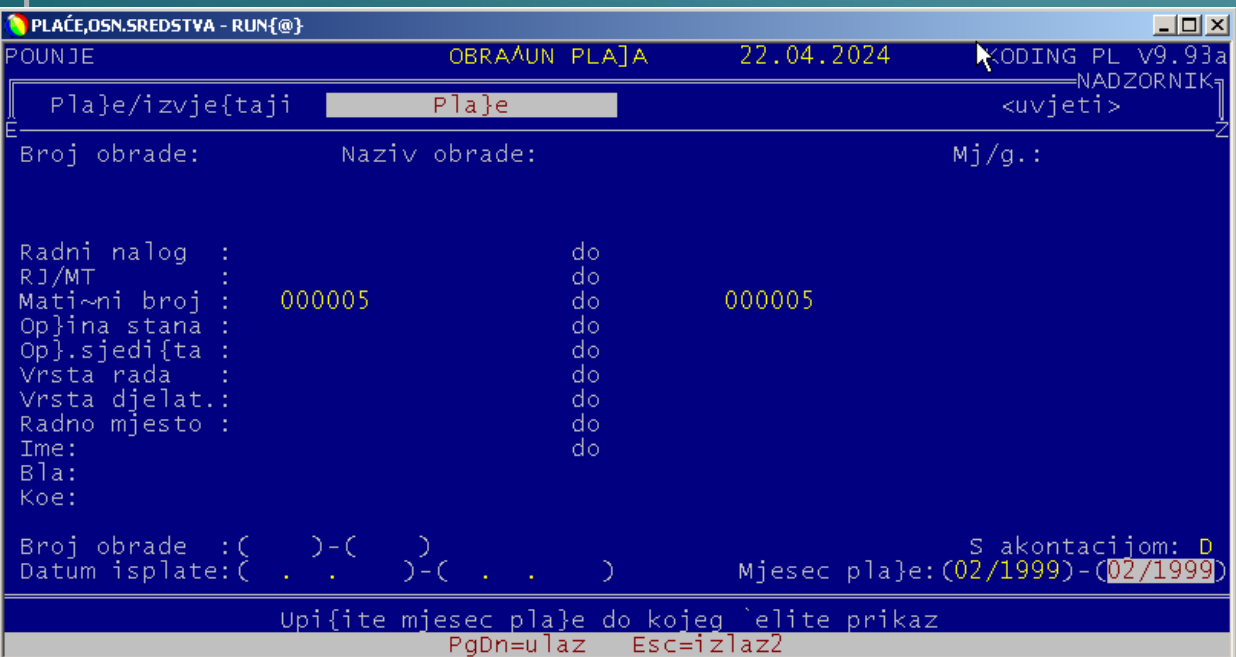 PLAĆE,OSN.SREDSTVA - RUN{@}
POUNJE OBRA^UN PLA]A 22.04.2024 KODING PL V9.93a
NADZORNIK
Pla}e/izvje{taji Pla}e <uvjeti>
E Z
Broj obrade: Naziv obrade: Mj/g.:
Radni nalog : do
RJ/MT : do
Mati~ni broj : 000005 do 000005
Op}ina stana : do
Op}.sjedi{ta : do
Vrsta rada : do
Vrsta djelat.: do
Radno mjesto : do
Ime: do
Bla:
Koe:
Broj obrade :( )-( ) S akontacijom: D
Datum isplate:( . . )-( . . ) Mjesec pla}e:(02/1999)-(02/1999)
Upi{ite mjesec pla}e do kojeg `elite prikaz
PgDn=ulaz Esc=izlaz2